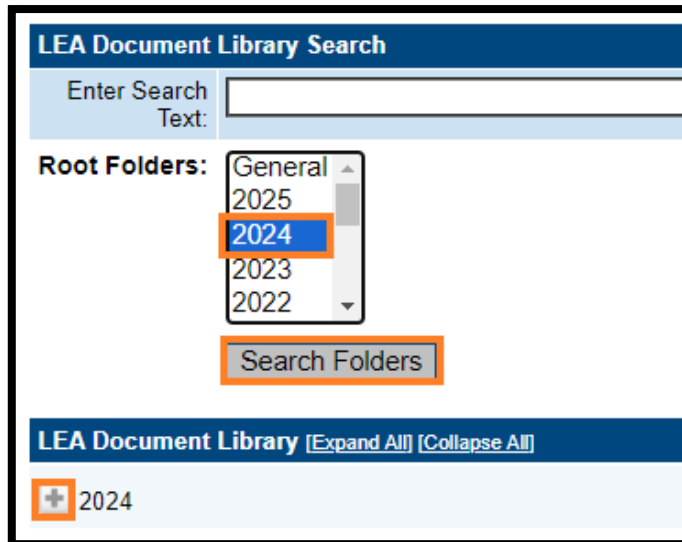 LEA Document Library Search
Enter Search
Text:
Root Folders:
General
2025
2024
2023
2022
Search Folders
LEA Document Library [Expand All] [Collapse All]
2024